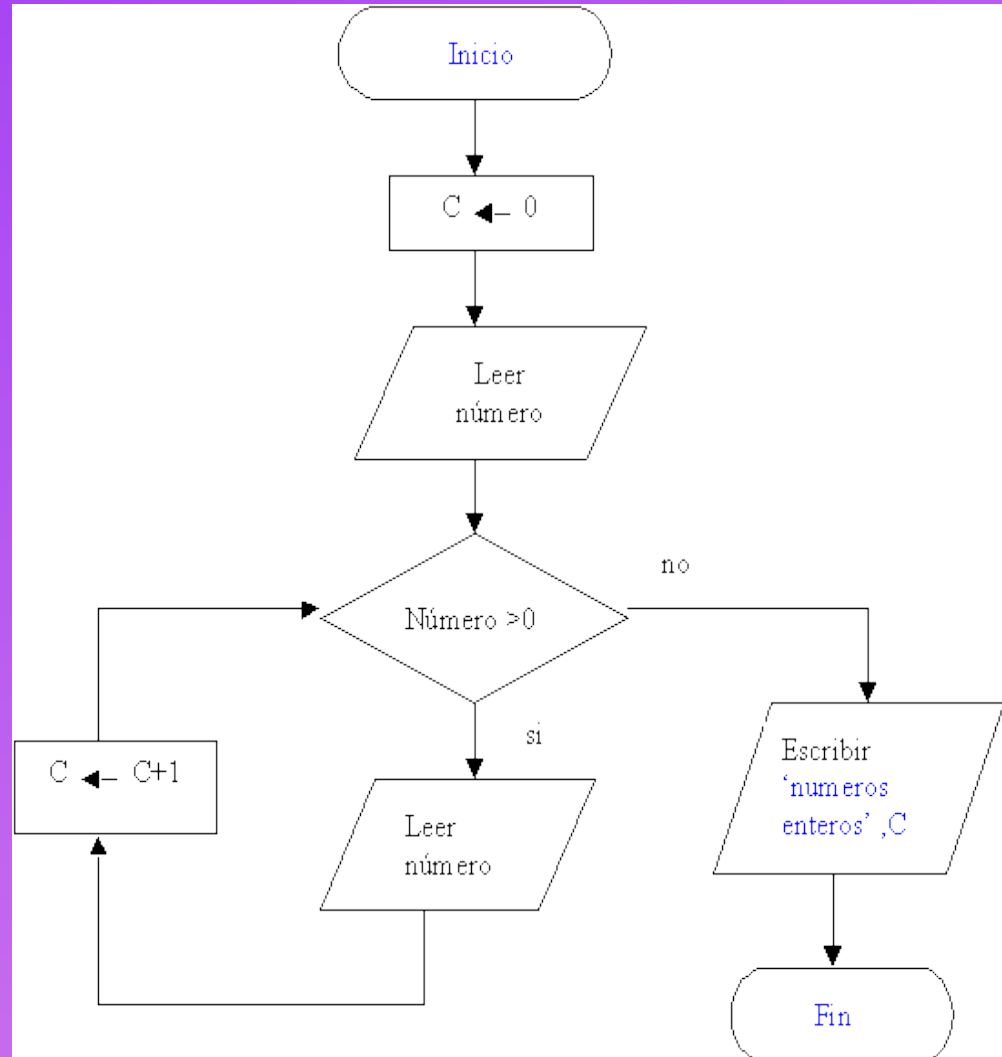 Inicio
C ← 0
Leer
número
Número >0
no
si
C ← C+1
Leer
número
Escribir
‘numeros
enteros’ ,C
Fin